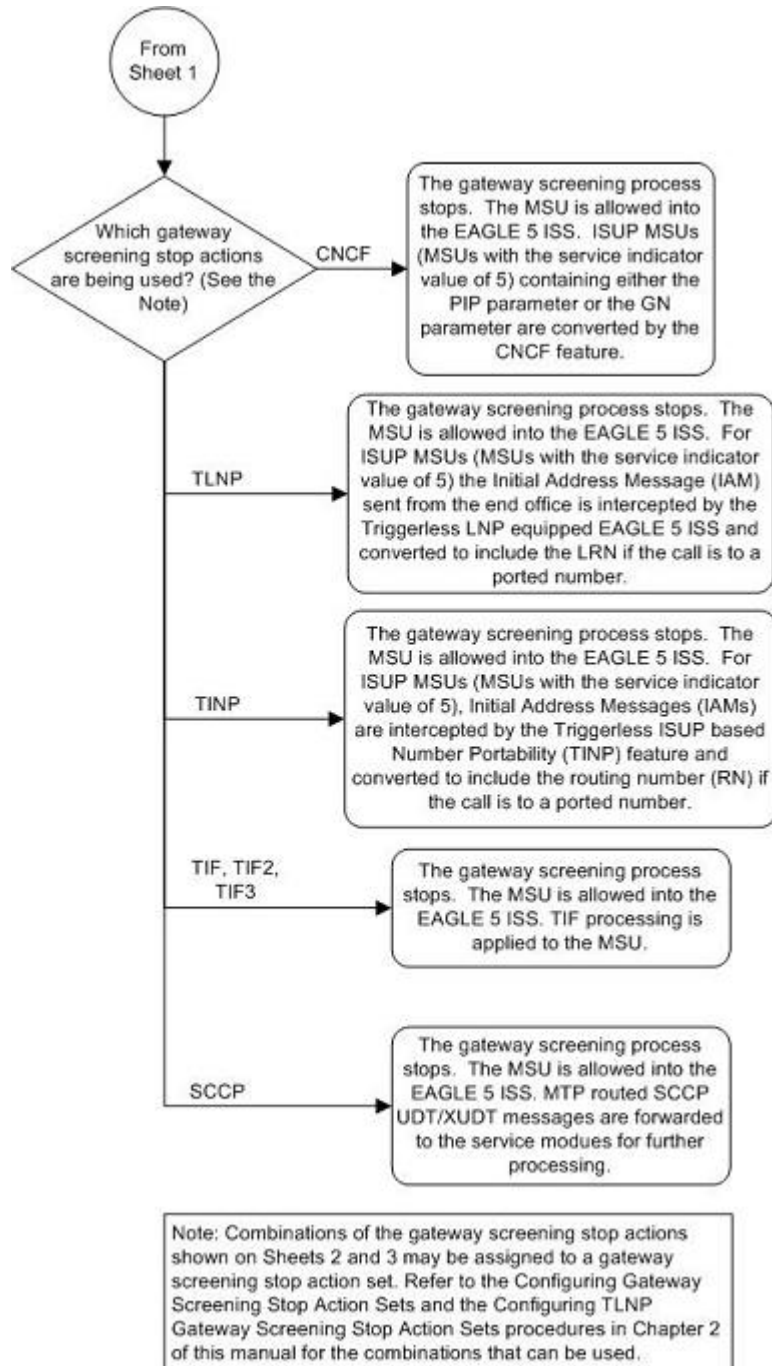 From
Sheet 1
Which gateway
screening stop actions
are being used? (See the
Note)
CNCF
The gateway screening process
stops. The MSU is allowed into
the EAGLE 5 ISS. ISUP MSUs
(MSUs with the service indicator
value of 5) containing either the
PIP parameter or the GN
parameter are converted by the
CNCF feature.
TLNP
The gateway screening process stops. The
MSU is allowed into the EAGLE 5 ISS. For
ISUP MSUs (MSUs with the service indicator
value of 5) the Initial Address Message (IAM)
sent from the end office is intercepted by the
Triggerless LNP equipped EAGLE 5 ISS and
converted to include the LRN if the call is to a
ported number.
TINP
The gateway screening process stops. The
MSU is allowed into the EAGLE 5 ISS. For
ISUP MSUs (MSUs with the service indicator
value of 5), Initial Address Messages (IAMs)
are intercepted by the Triggerless ISUP based
Number Portability (TINP) feature and
converted to include the routing number (RN) if
the call is to a ported number.
TIF, TIF2,
TIF3
The gateway screening process
stops. The MSU is allowed into the
EAGLE 5 ISS. TIF processing is
applied to the MSU.
SCCP
The gateway screening process
stops. The MSU is allowed into the
EAGLE 5 ISS. MTP routed SCCP
UDT/XUDT messages are forwarded
to the service modues for further
processing.
Note: Combinations of the gateway screening stop actions
shown on Sheets 2 and 3 may be assigned to a gateway
screening stop action set. Refer to the Configuring Gateway
Screening Stop Action Sets and the Configuring TLNP
Gateway Screening Stop Action Sets procedures in Chapter 2
of this manual for the combinations that can be used.